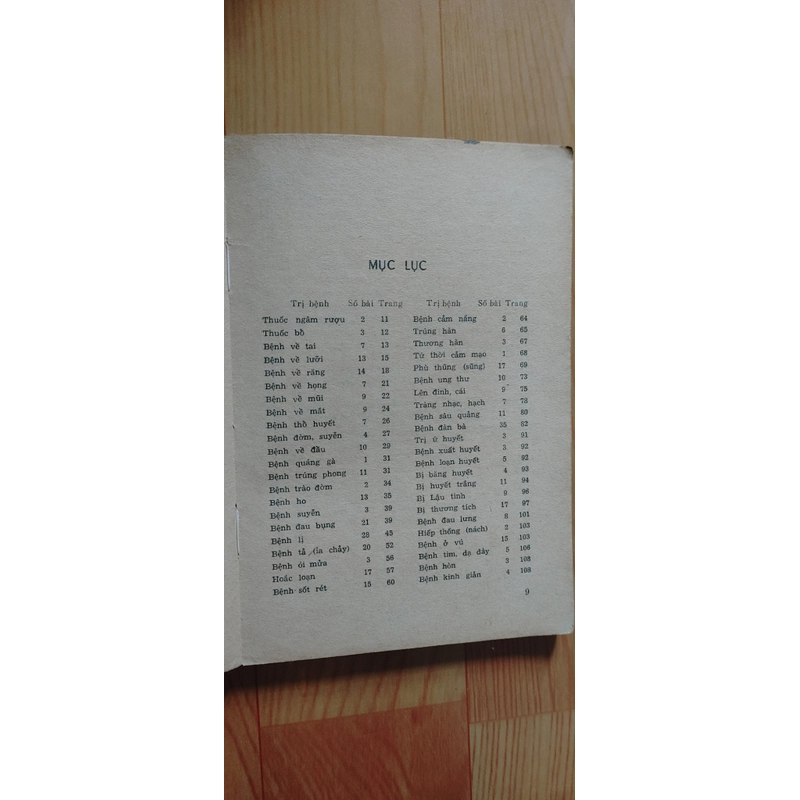 MỤC LỤC
Trị bệnh Số bài Trang
Thuốc ngâm rượu 2 11
Thuốc bổ 3 12
Bệnh về tai 7 13
Bệnh về lưỡi 13 15
Bệnh về răng 14 18
Bệnh về họng 7 21
Bệnh về mũi 9 22
Bệnh về mắt 9 24
Bệnh thổ huyết 7 26
Bệnh đờm, suyễn 4 27
Bệnh về đầu 10 29
Bệnh quáng gà 1 31
Bệnh trúng phong 11 31
Bệnh trào đờm 2 34
Bệnh ho 13 35
Bệnh suyễn 3 39
Bệnh đau bụng 21 39
Bệnh lị 23 45
Bệnh tả (ỉa chảy) 20 52
Bệnh ói mửa 3 56
Hoắc loạn 17 57
Bệnh sốt rét 15 60
Trị bệnh Số bài Trang
Bệnh cảm nắng 2 64
Trúng hàn 6 65
Thương hàn 3 67
Tứ thời cảm mạo 1 68
Phù thũng (sũng) 17 69
Bệnh ung thư 10 73
Lên đinh, cái 9 75
Tràng nhạc, hạch 7 78
Bệnh sâu quảng 11 80
Bệnh đàn bà 35 82
Trị ứ huyết 3 91
Bệnh xuất huyết 3 92
Bệnh loạn huyết 5 92
Bị băng huyết 4 93
Bị huyết trắng 11 94
Bị Lậu tinh 9 96
Bị thương tích 17 97
Bệnh đau lưng 8 101
Hiếp thống (nách) 2 103
Bệnh ở vú 15 103
Bệnh tim, dạ dày 5 106
Bệnh hòn 3 108
Bệnh kinh giản 4 108
9